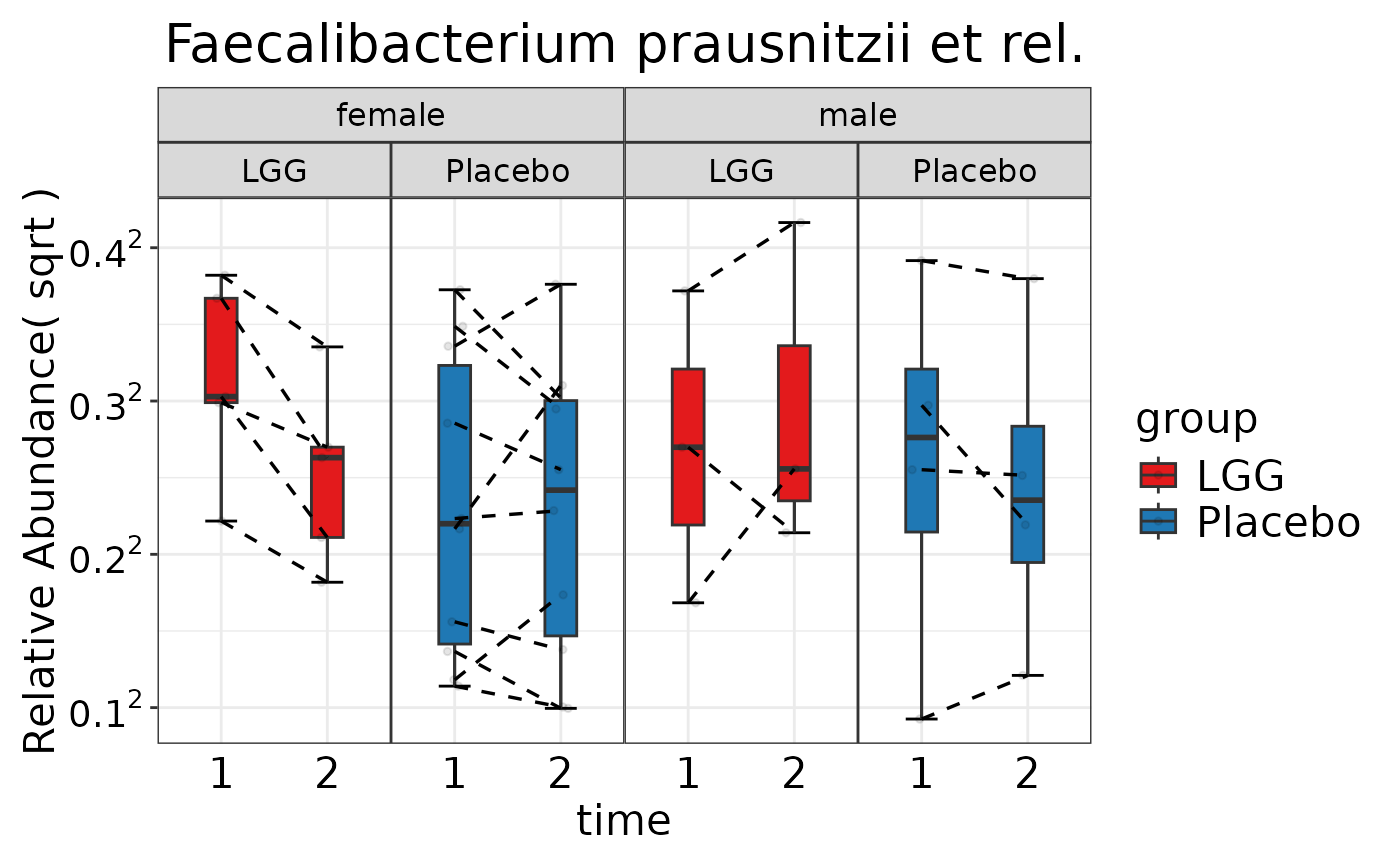 Faecalibacterium prausnitzii et rel.
female male
LGG Placebo LGG Placebo
Relative Abundance( sqrt )
0.4²
0.3²
0.2²
0.1²
1 2 1 2 1 2 1 2
time
group
LGG
Placebo